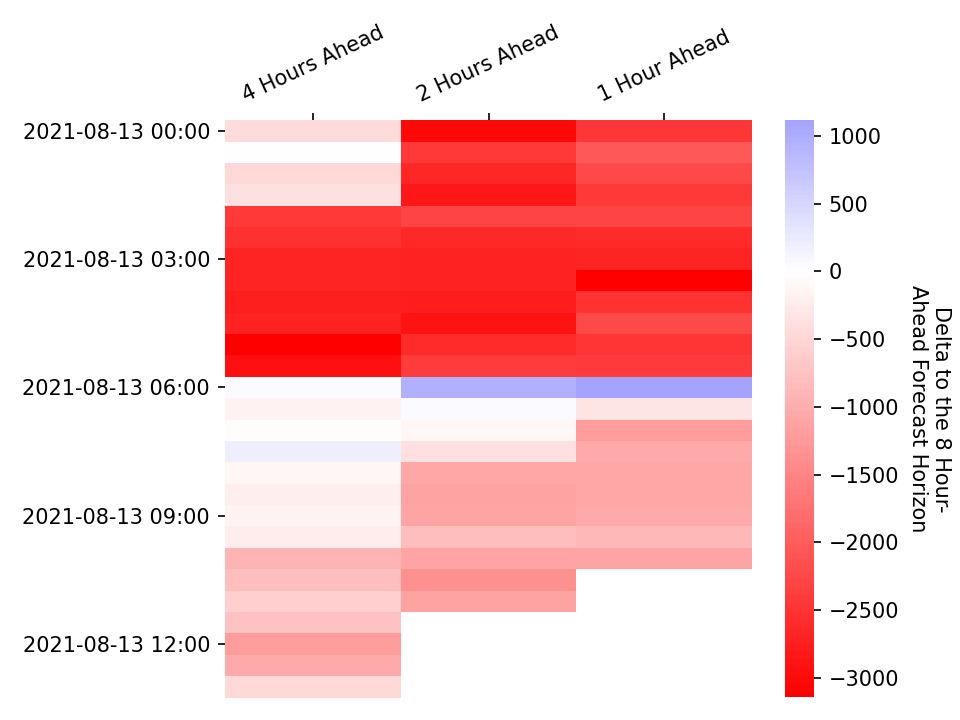 4 Hours Ahead
2 Hours Ahead
1 Hour Ahead
2021-08-13 00:00
2021-08-13 03:00
2021-08-13 06:00
2021-08-13 09:00
2021-08-13 12:00
1000
500
0
−500
−1000
−1500
−2000
−2500
−3000
Delta to the 8 Hour-
Ahead Forecast Horizon